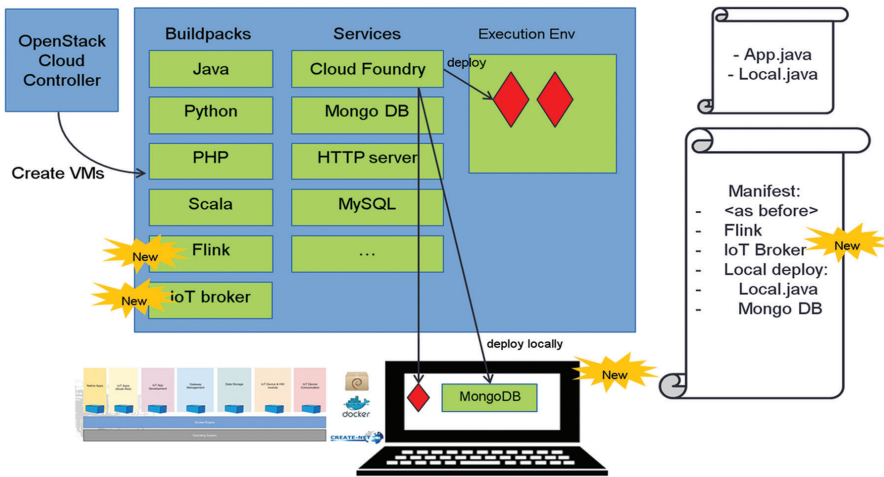 OpenStack
Cloud
Controller
Create VMs
Buildpacks
Java
Python
PHP
Scala
Flink
New
ioT broker
New
Services
Cloud Foundry
Mongo DB
HTTP server
MySQL
...
Execution Env
deploy
deploy locally
- App.java
- Local.java
Manifest:
- <as before>
- Flink
- IoT Broker
New
- Local deploy:
- Local.java
- Mongo DB
New
MongoDB
docker
CREATE-NET